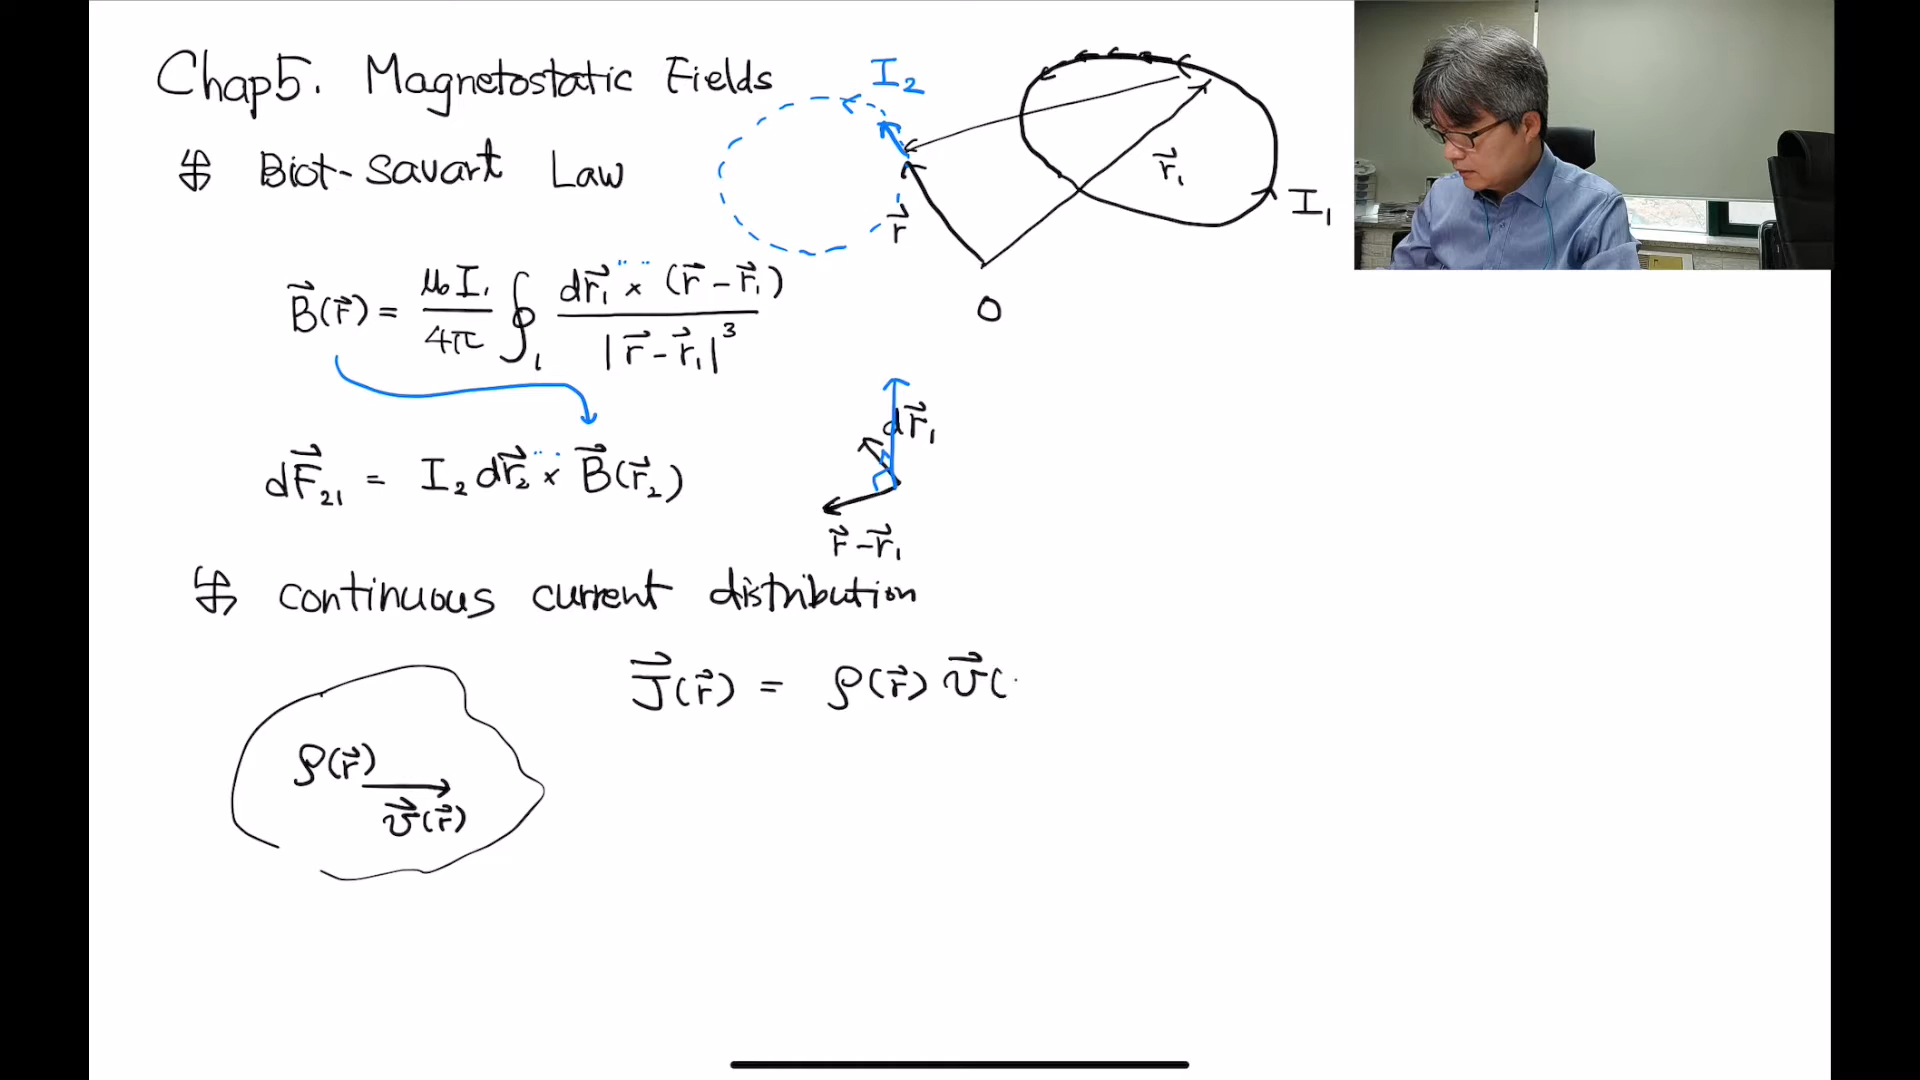 Chap5. Magnetostatic Fields
卐 Biot-Savart Law
I₂
r⃗₁
I₁
r⃗
O
B⃗(r⃗) = μ₀I₁/4π ∮₁ dr⃗₁ × (r⃗ - r⃗₁) / |r⃗ - r⃗₁|³
dr⃗₁
dF⃗₂₁ = I₂ dr⃗₂ × B⃗(r⃗₂)
r⃗ - r⃗₁
continuous current distribution
J⃗(r⃗) = ρ(r⃗) v⃗(
ρ(r⃗)
v⃗(r⃗)